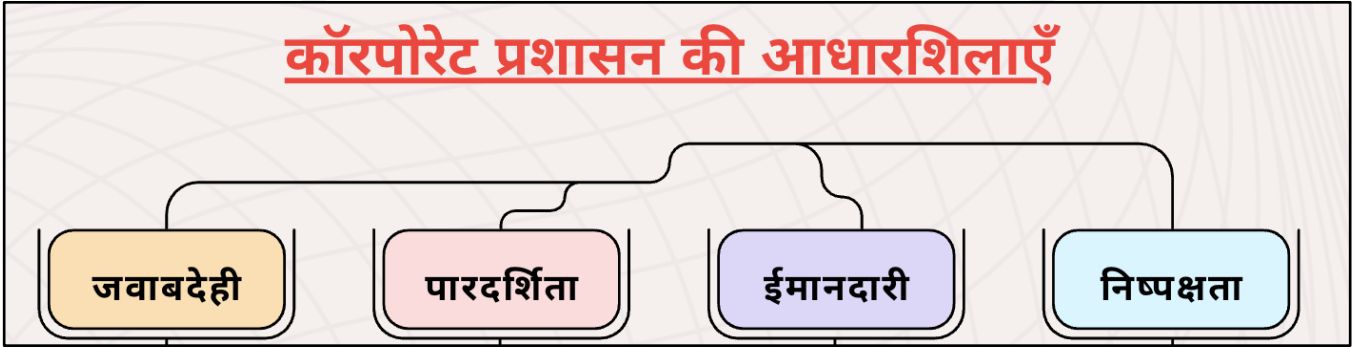 कॉरपोरेट प्रशासन की आधारशिलाएँ
जवाबदेही
पारदर्शिता
ईमानदारी
निष्पक्षता